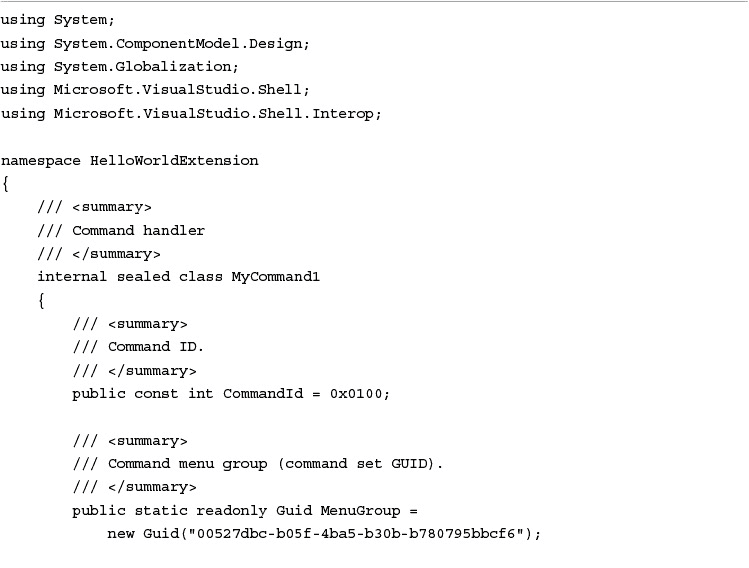 using System;
using System.ComponentModel.Design;
using System.Globalization;
using Microsoft.VisualStudio.Shell;
using Microsoft.VisualStudio.Shell.Interop;

namespace HelloWorldExtension
{
    /// <summary>
    /// Command handler
    /// </summary>
    internal sealed class MyCommand1
    {
        /// <summary>
        /// Command ID.
        /// </summary>
        public const int CommandId = 0x0100;

        /// <summary>
        /// Command menu group (command set GUID).
        /// </summary>
        public static readonly Guid MenuGroup =
            new Guid("00527dbc-b05f-4ba5-b30b-b780795bbcf6");